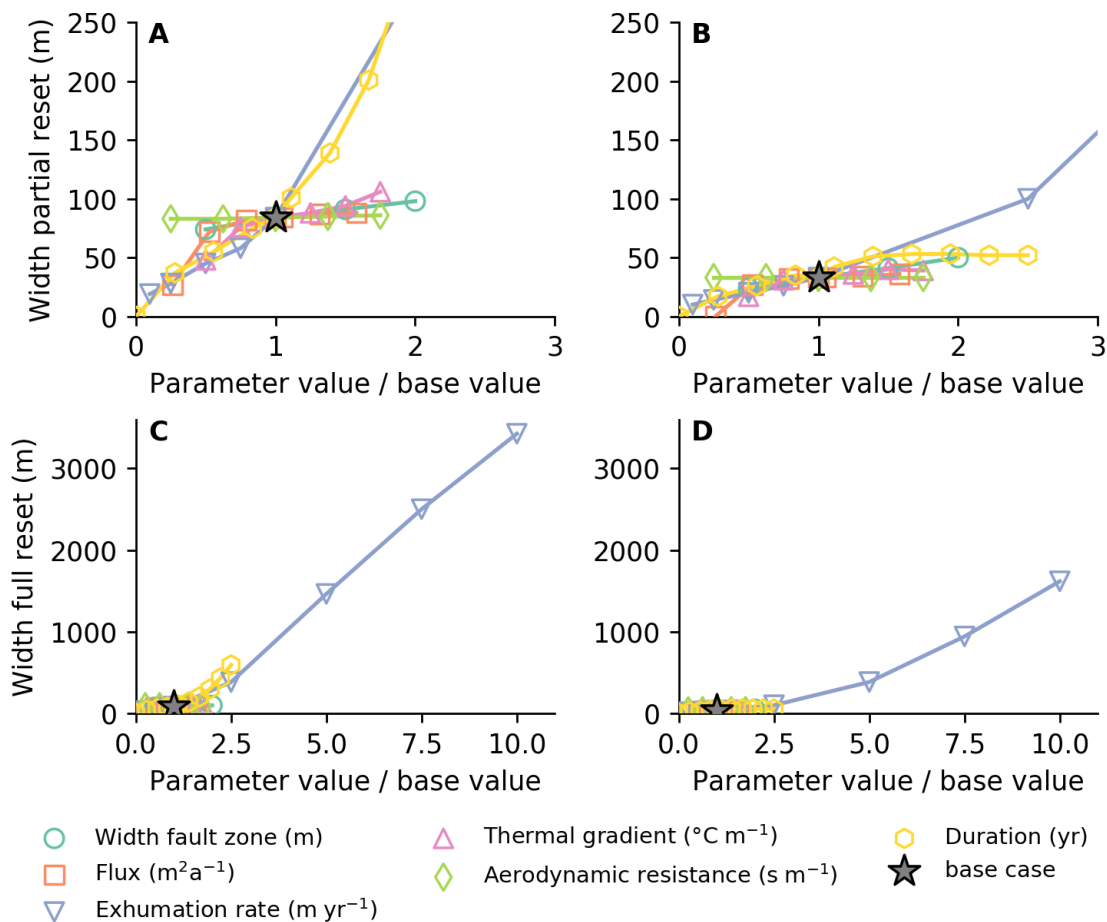 A
B
250
200
150
100
50
0
Width partial reset (m)
0
1
2
3
Parameter value / base value
250
200
150
100
50
0
0
1
2
3
Parameter value / base value
C
D
3000
2000
1000
0
Width full reset (m)
0.0
2.5
5.0
7.5
10.0
Parameter value / base value
3000
2000
1000
0
0.0
2.5
5.0
7.5
10.0
Parameter value / base value
Width fault zone (m)
Flux (m²a⁻¹)
Exhumation rate (m yr⁻¹)
Thermal gradient (°C m⁻¹)
Aerodynamic resistance (s m⁻¹)
Duration (yr)
base case